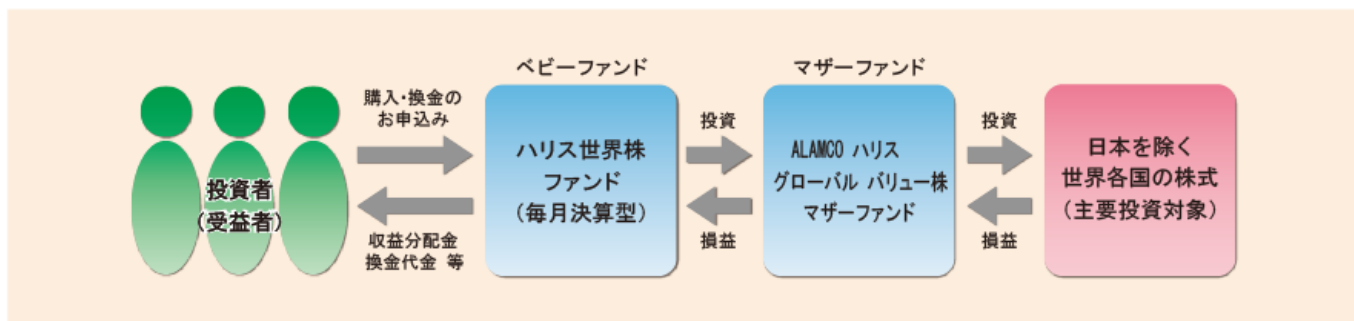 ベビーファンド
マザーファンド
購入・換金の
お申込み
投資者
(受益者)
収益分配金
換金代金 等
ハリス世界株
ファンド
(毎月決算型)
投資
損益
ALAMCO ハリス
グローバル バリュー株
マザーファンド
投資
損益
日本を除く
世界各国の株式
(主要投資対象)